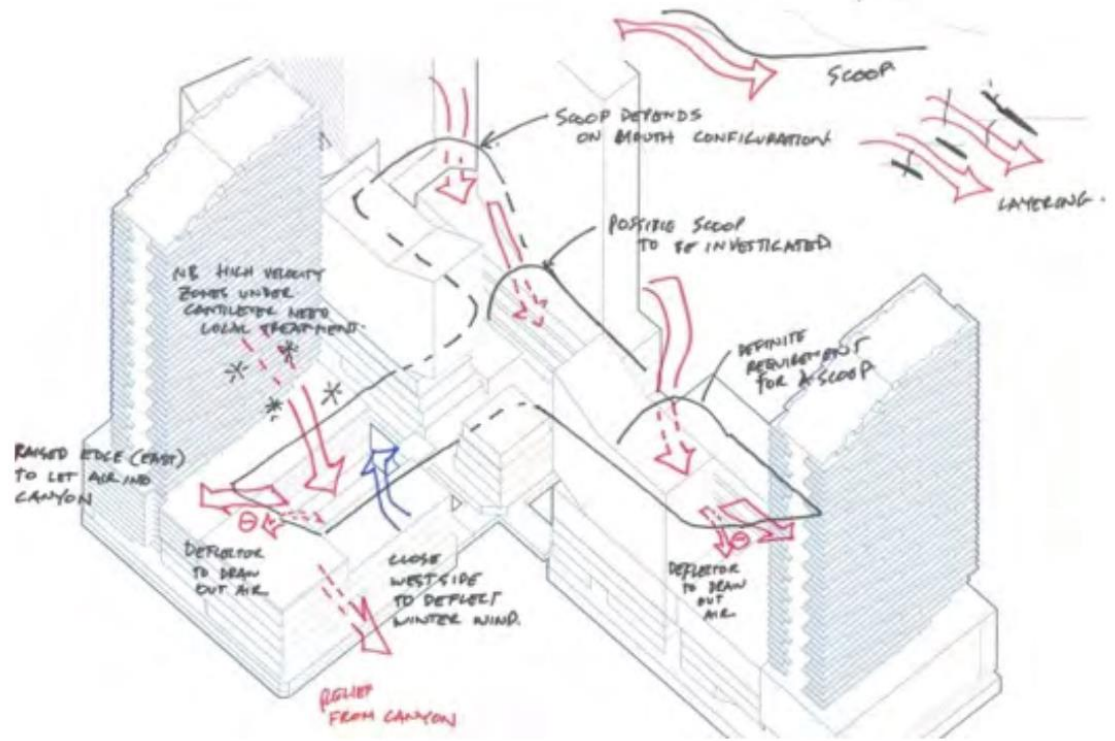 SCOOP
SCOOP DEPENDS
ON MOUTH CONFIGURATION
LAYERING.
POSSIBLE SCOOP
TO BE INVESTIGATED
NB HIGH VELOCITY
ZONES UNDER
CANTILEVER NEED
LOCAL TREATMENT.
DEFINITE
REQUIREMENT
FOR A SCOOP
RAISED EDGE (EAST)
TO LET AIR INTO
CANYON
DEFLECTOR
TO DRAW
OUT AIR.
CLOSE
WEST SIDE
TO DEFLECT
WINTER WIND.
DEFLECTOR
TO DRAW
OUT
AIR.
RELIEF
FROM CANYON